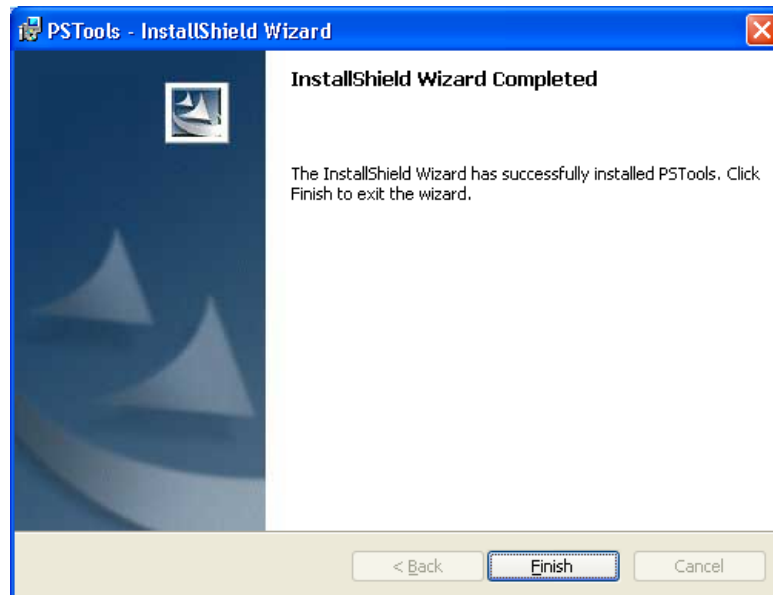 PSTools - InstallShield Wizard
InstallShield Wizard Completed
The InstallShield Wizard has successfully installed PSTools. Click
Finish to exit the wizard.
< Back
Finish
Cancel